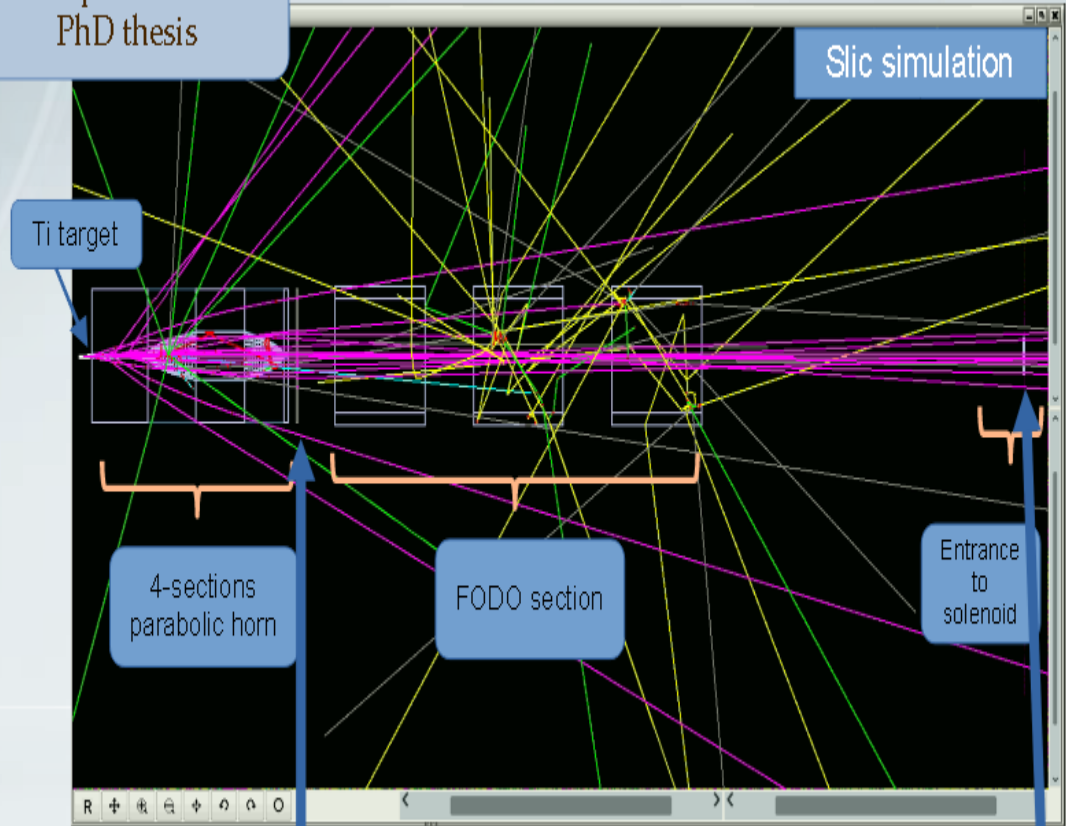 PhD thesis
Slic simulation
Ti target
4-sections
parabolic horn
FODO section
Entrance
to
solenoid
R